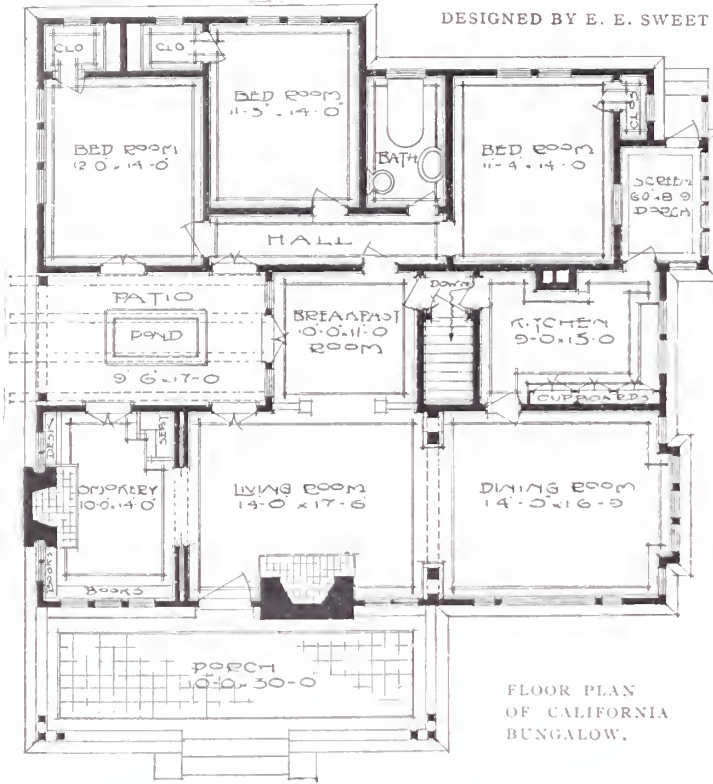 DESIGNED BY E. E. SWEET
CLO
CLO
BED ROOM
11-3 x 14-0
CLOS
BED ROOM
12-0 x 14-0
BATH
BED ROOM
11-4 x 14-0
SCREEN
6-0 x 8-9
PORCH
HALL
PATIO
POND
9-6 x 17-0
BREAKFAST
10-0 x 11-0
ROOM
DOWN
KITCHEN
9-0 x 15-0
CUPBOARDS
DESK
SEAT
SMOKERY
10-0 x 14-0
BOOKS
BOOKS
LIVING ROOM
14-0 x 17-6
DINING ROOM
14-0 x 16-9
PORCH
10-0 x 30-0
FLOOR PLAN
OF CALIFORNIA
BUNGALOW.